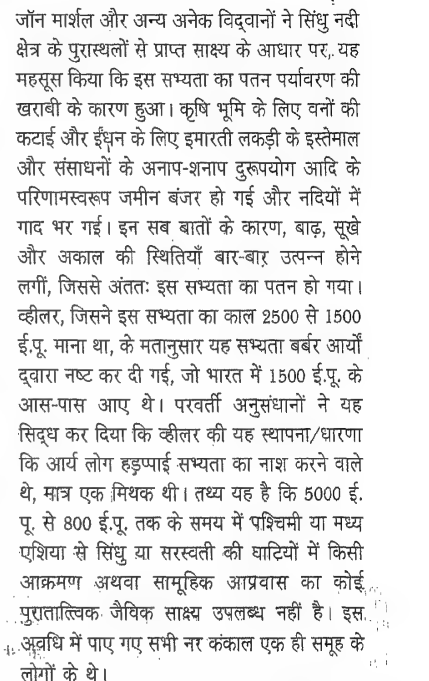 जॉन मार्शल और अन्य अनेक विद्वानों ने सिंधु नदी
क्षेत्र के पुरास्थलों से प्राप्त साक्ष्य के आधार पर, यह
महसूस किया कि इस सभ्यता का पतन पर्यावरण की
खराबी के कारण हुआ। कृषि भूमि के लिए वनों की
कटाई और ईंधन के लिए इमारती लकड़ी के इस्तेमाल
और संसाधनों के अनाप-शनाप दुरूपयोग आदि के
परिणामस्वरूप जमीन बंजर हो गई और नदियों में
गाद भर गई। इन सब बातों के कारण, बाढ़, सूखे
और अकाल की स्थितियाँ बार-बार उत्पन्न होने
लगीं, जिससे अंततः इस सभ्यता का पतन हो गया।
व्हीलर, जिसने इस सभ्यता का काल 2500 से 1500
ई.पू. माना था, के मतानुसार यह सभ्यता बर्बर आर्यों
द्वारा नष्ट कर दी गई, जो भारत में 1500 ई.पू. के
आस-पास आए थे। परवर्ती अनुसंधानों ने यह
सिद्ध कर दिया कि व्हीलर की यह स्थापना/धारणा
कि आर्य लोग हड़प्पाई सभ्यता का नाश करने वाले
थे, मात्र एक मिथक थी। तथ्य यह है कि 5000 ई.
पू. से 800 ई.पू. तक के समय में पश्चिमी या मध्य
एशिया से सिंधु या सरस्वती की घाटियों में किसी
आक्रमण अथवा सामूहिक आप्रवास का कोई
पुरातात्त्विक जैविक साक्ष्य उपलब्ध नहीं है। इस
अवधि में पाए गए सभी नर कंकाल एक ही समूह के
लोगों के थे।